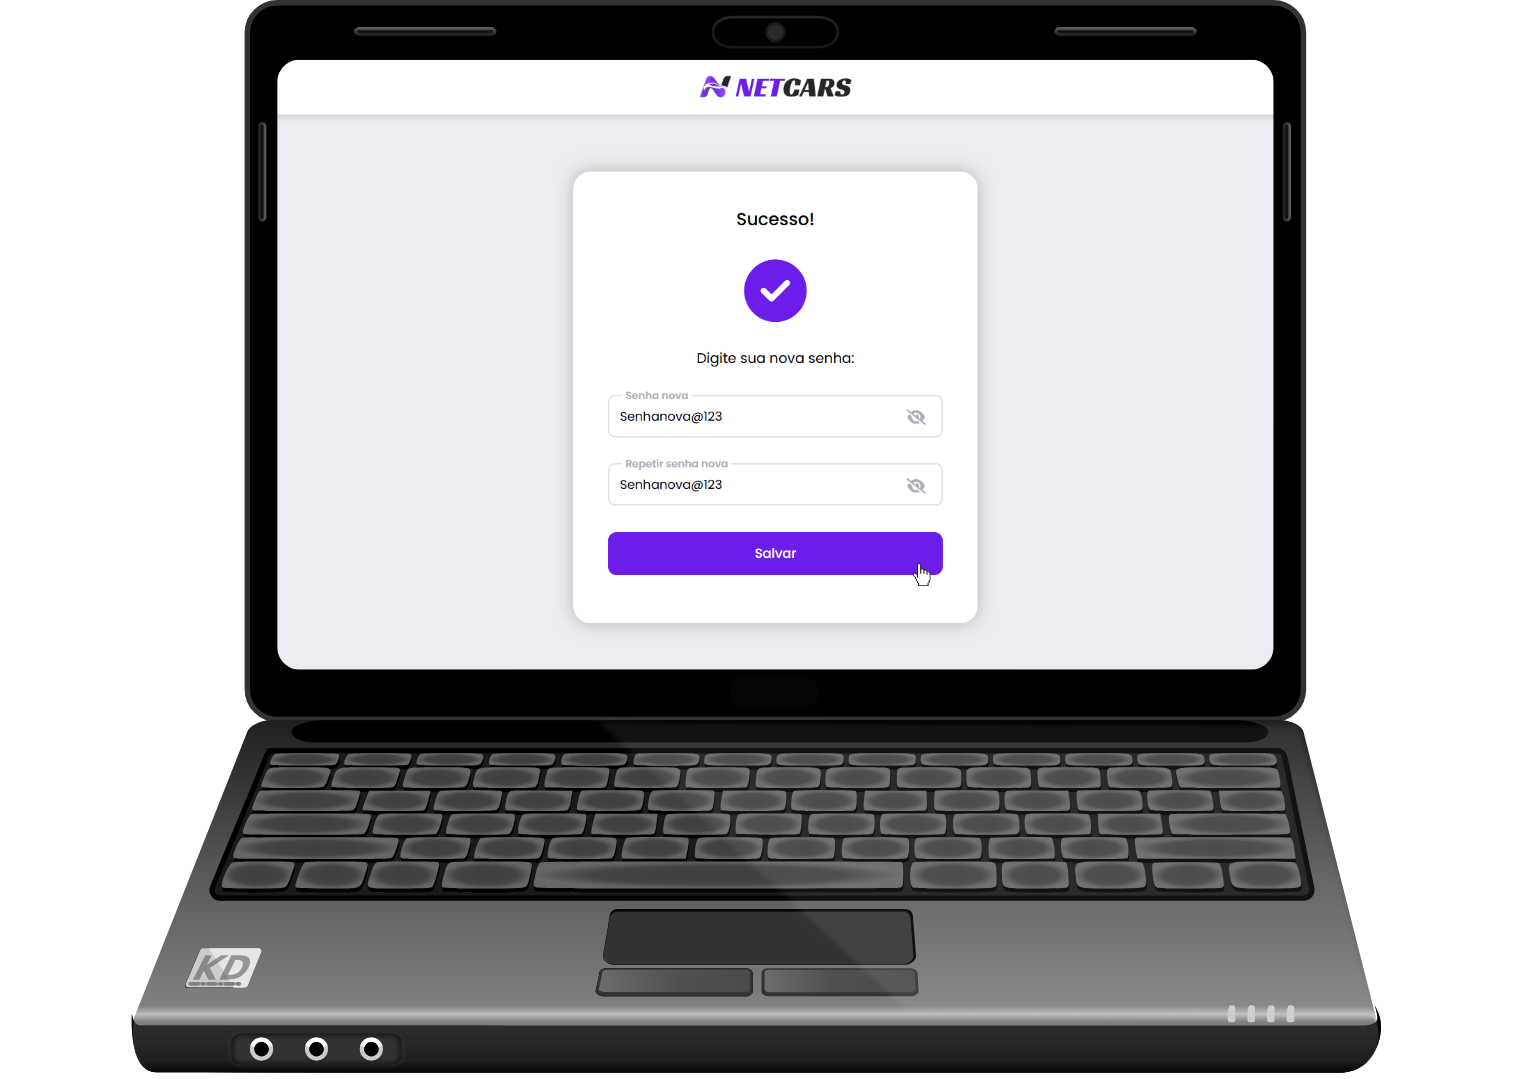 NETCARS
Sucesso!
Digite sua nova senha:
Senha nova
Senhanova@123
Repetir senha nova
Senhanova@123
Salvar
KD